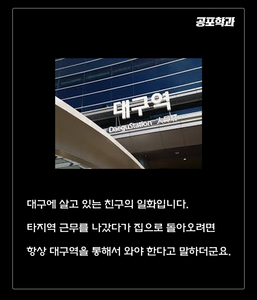 공포학과
대구역
Daegu Station 大邱驛
대구에 살고 있는 친구의 일화입니다.
타지역 근무를 나갔다가 집으로 돌아오려면
항상 대구역을 통해서 와야 한다고 말하더군요.